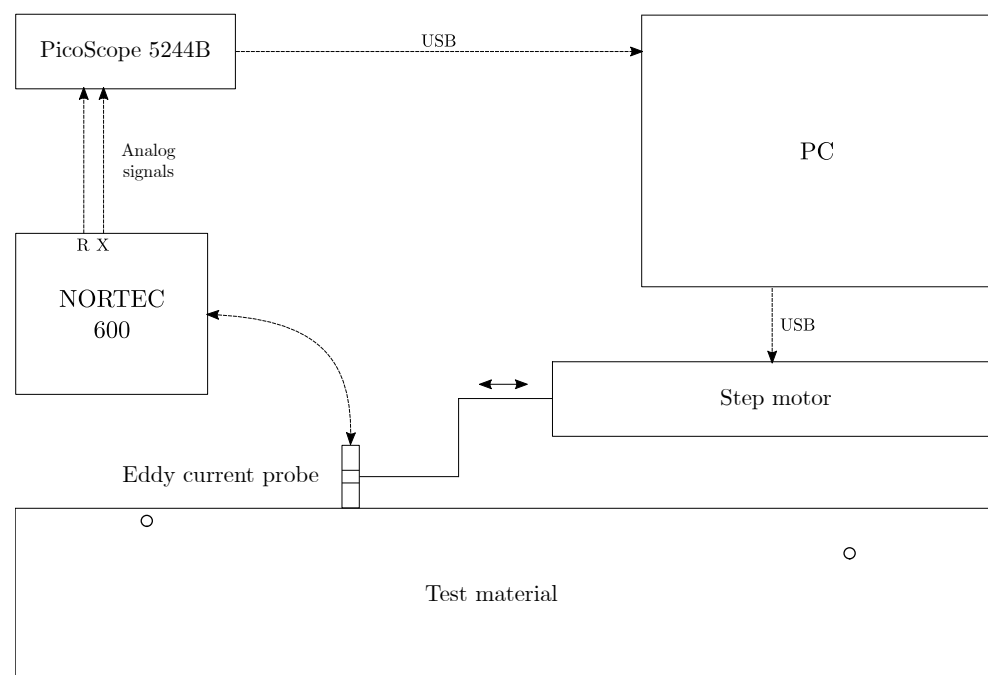 PicoScope 5244B
USB
PC
Analog
signals
R X
NORTEC
600
USB
Step motor
Eddy current probe
Test material